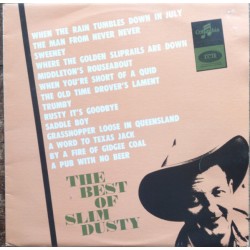 WHEN THE RAIN TUMBLES DOWN IN JULY
THE MAN FROM NEVER NEVER
SWEENEY
WHERE THE GOLDEN SLIPRAILS ARE DOWN
MIDDLETON'S ROUSEABOUT
WHEN YOU'RE SHORT OF A QUID
THE OLD TIME DROVER'S LAMENT
TRUMBY
RUSTY IT'S GOODBYE
SADDLE BOY
GRASSHOPPER LOOSE IN QUEENSLAND
A WORD TO TEXAS JACK
BY A FIRE OF GIDGEE COAL
A PUB WITH NO BEER
THE
BEST
OF
SLIM
DUSTY